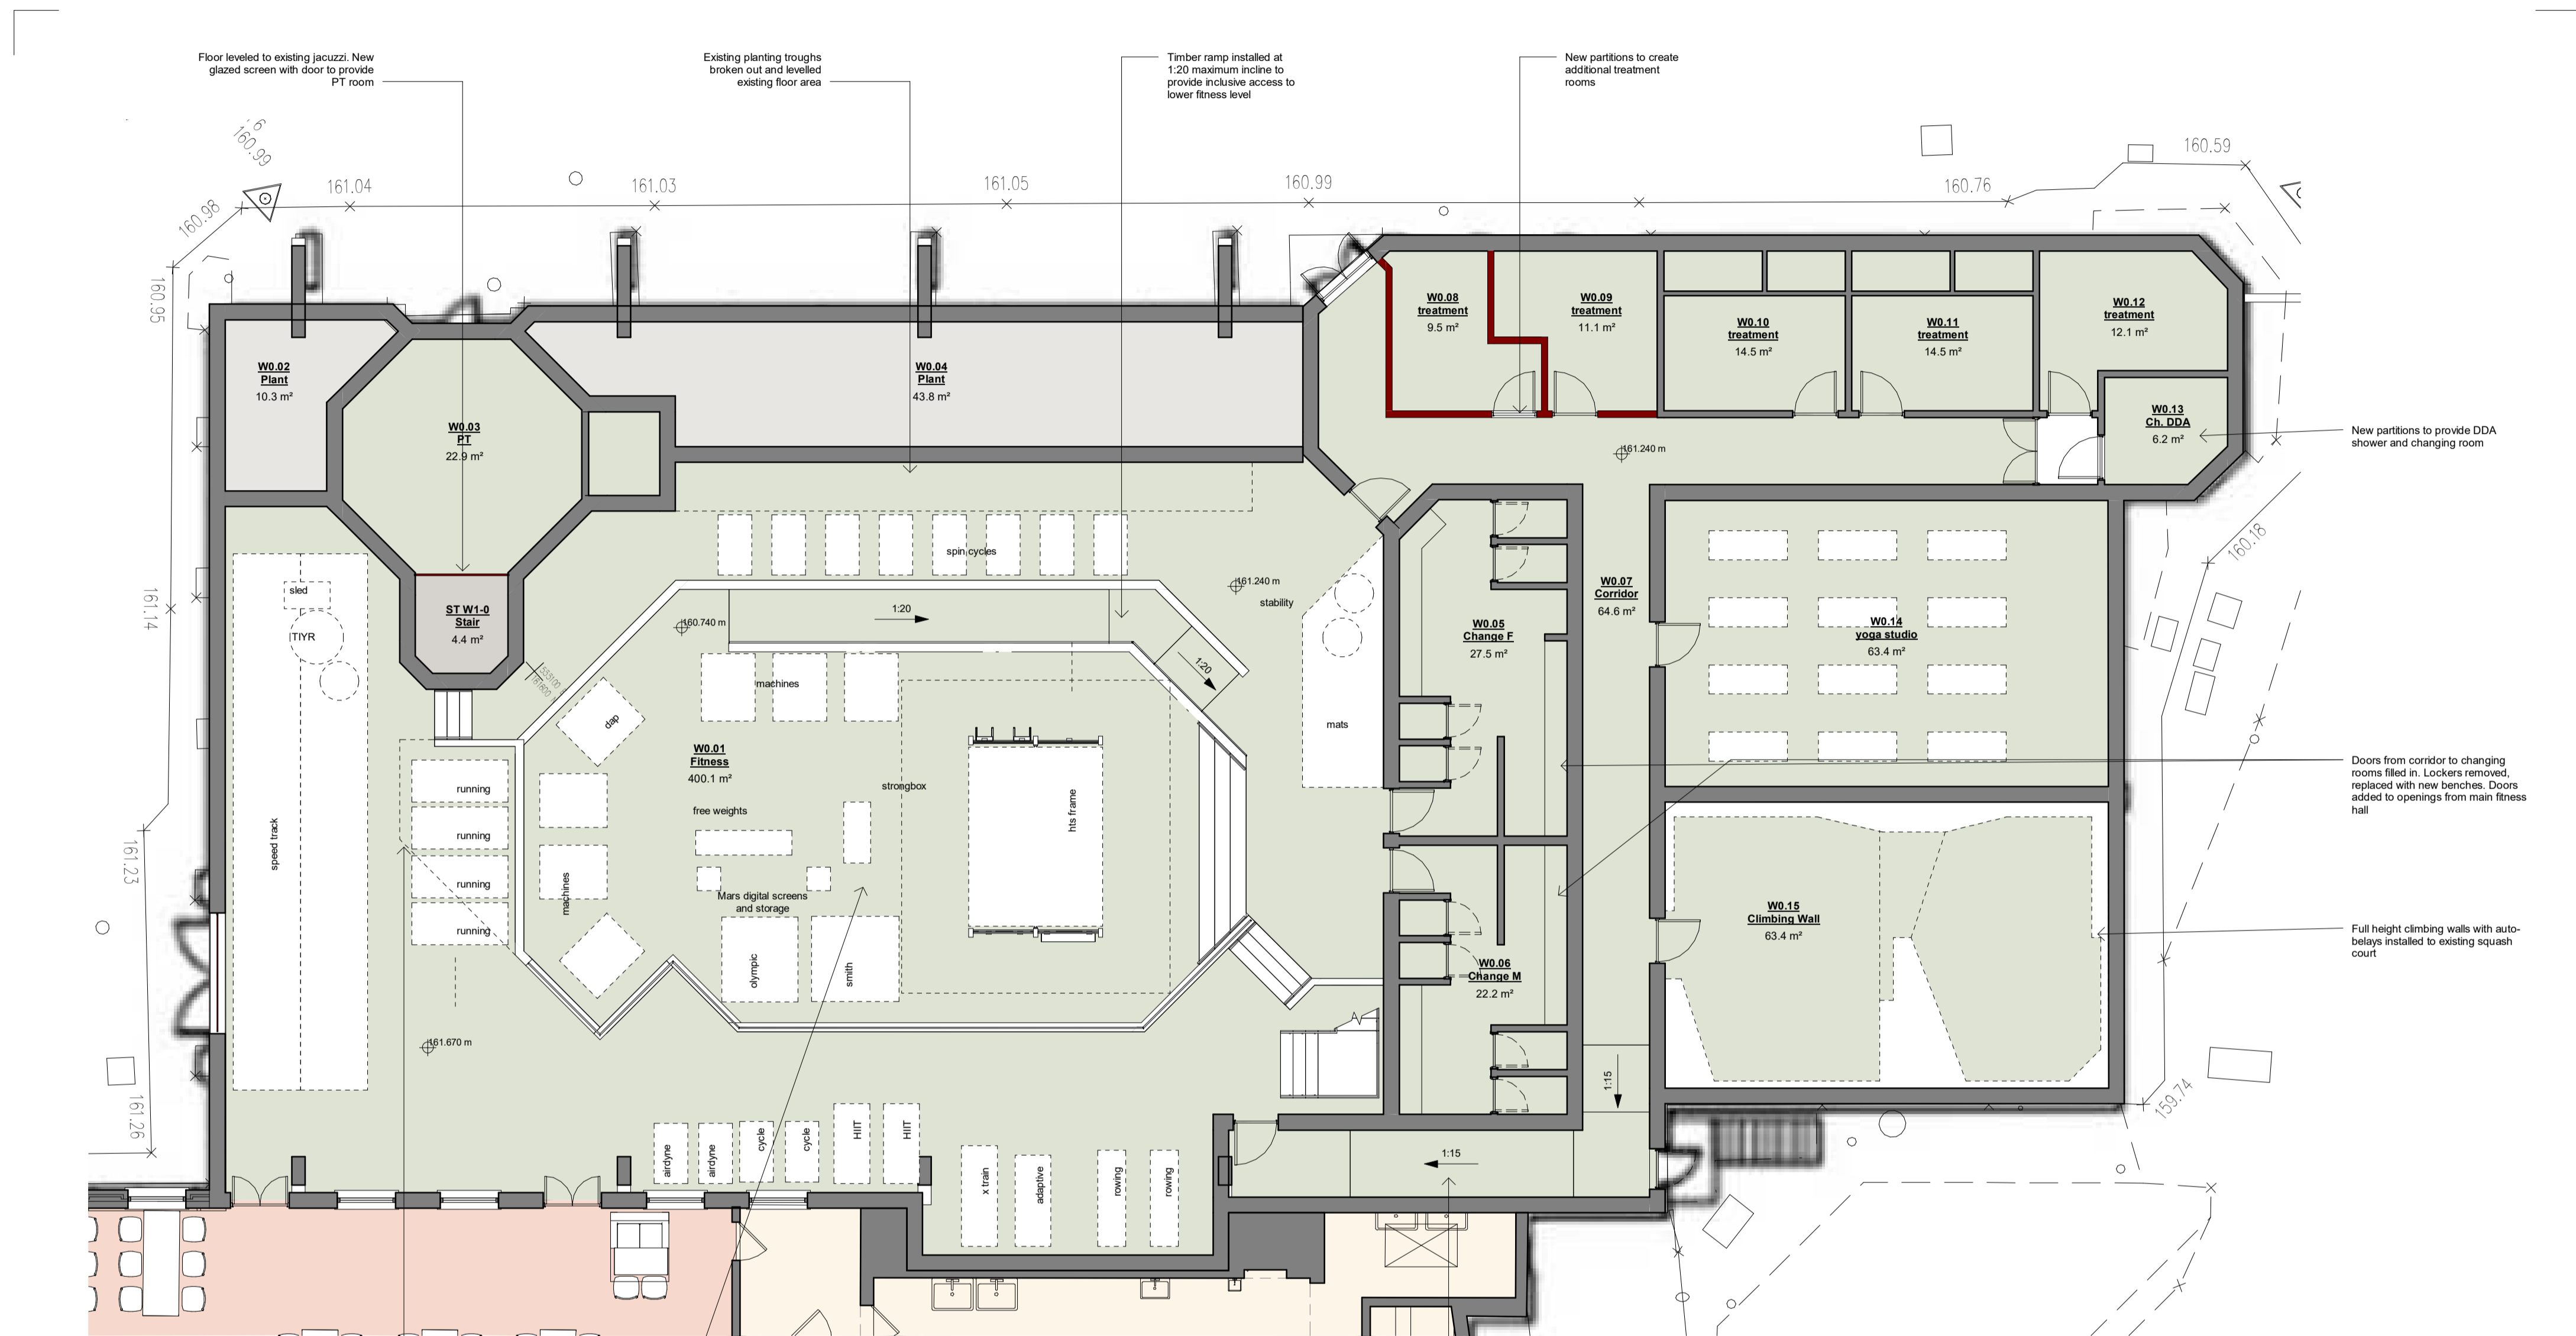 Floor leveled to existing jacuzzi. New
glazed screen with door to provide
PT room
Existing planting troughs
broken out and levelled
existing floor area
Timber ramp installed at
1:20 maximum incline to
provide inclusive access to
lower fitness level
New partitions to create
additional treatment
rooms
160.99
161.04
161.03
161.05
160.99
160.76
160.59
160.98
160.95
161.14
161.23
161.26
160.18
159.74
W0.02
Plant
10.3 m²
W0.03
PT
22.9 m²
W0.04
Plant
43.8 m²
W0.08
treatment
9.5 m²
W0.09
treatment
11.1 m²
W0.10
treatment
14.5 m²
W0.11
treatment
14.5 m²
W0.12
treatment
12.1 m²
W0.13
Ch. DDA
6.2 m²
New partitions to provide DDA
shower and changing room
161.240 m
spin cycles
161.240 m
stability
sled
TIYR
ST W1-0
Stair
4.4 m²
160.740 m
1:20
1:20
W0.05
Change F
27.5 m²
W0.07
Corridor
64.6 m²
W0.14
yoga studio
63.4 m²
machines
dap
mats
W0.01
Fitness
400.1 m²
strongbox
free weights
hts frame
running
running
running
running
speed track
machines
Mars digital screens
and storage
olympic
smith
Doors from corridor to changing
rooms filled in. Lockers removed,
replaced with new benches. Doors
added to openings from main fitness
hall
W0.15
Climbing Wall
63.4 m²
Full height climbing walls with auto-
belays installed to existing squash
court
W0.06
Change M
22.2 m²
161.670 m
1:15
1:15
airdyne
airdyne
cycle
cycle
HIIT
HIIT
x train
adaptive
rowing
rowing